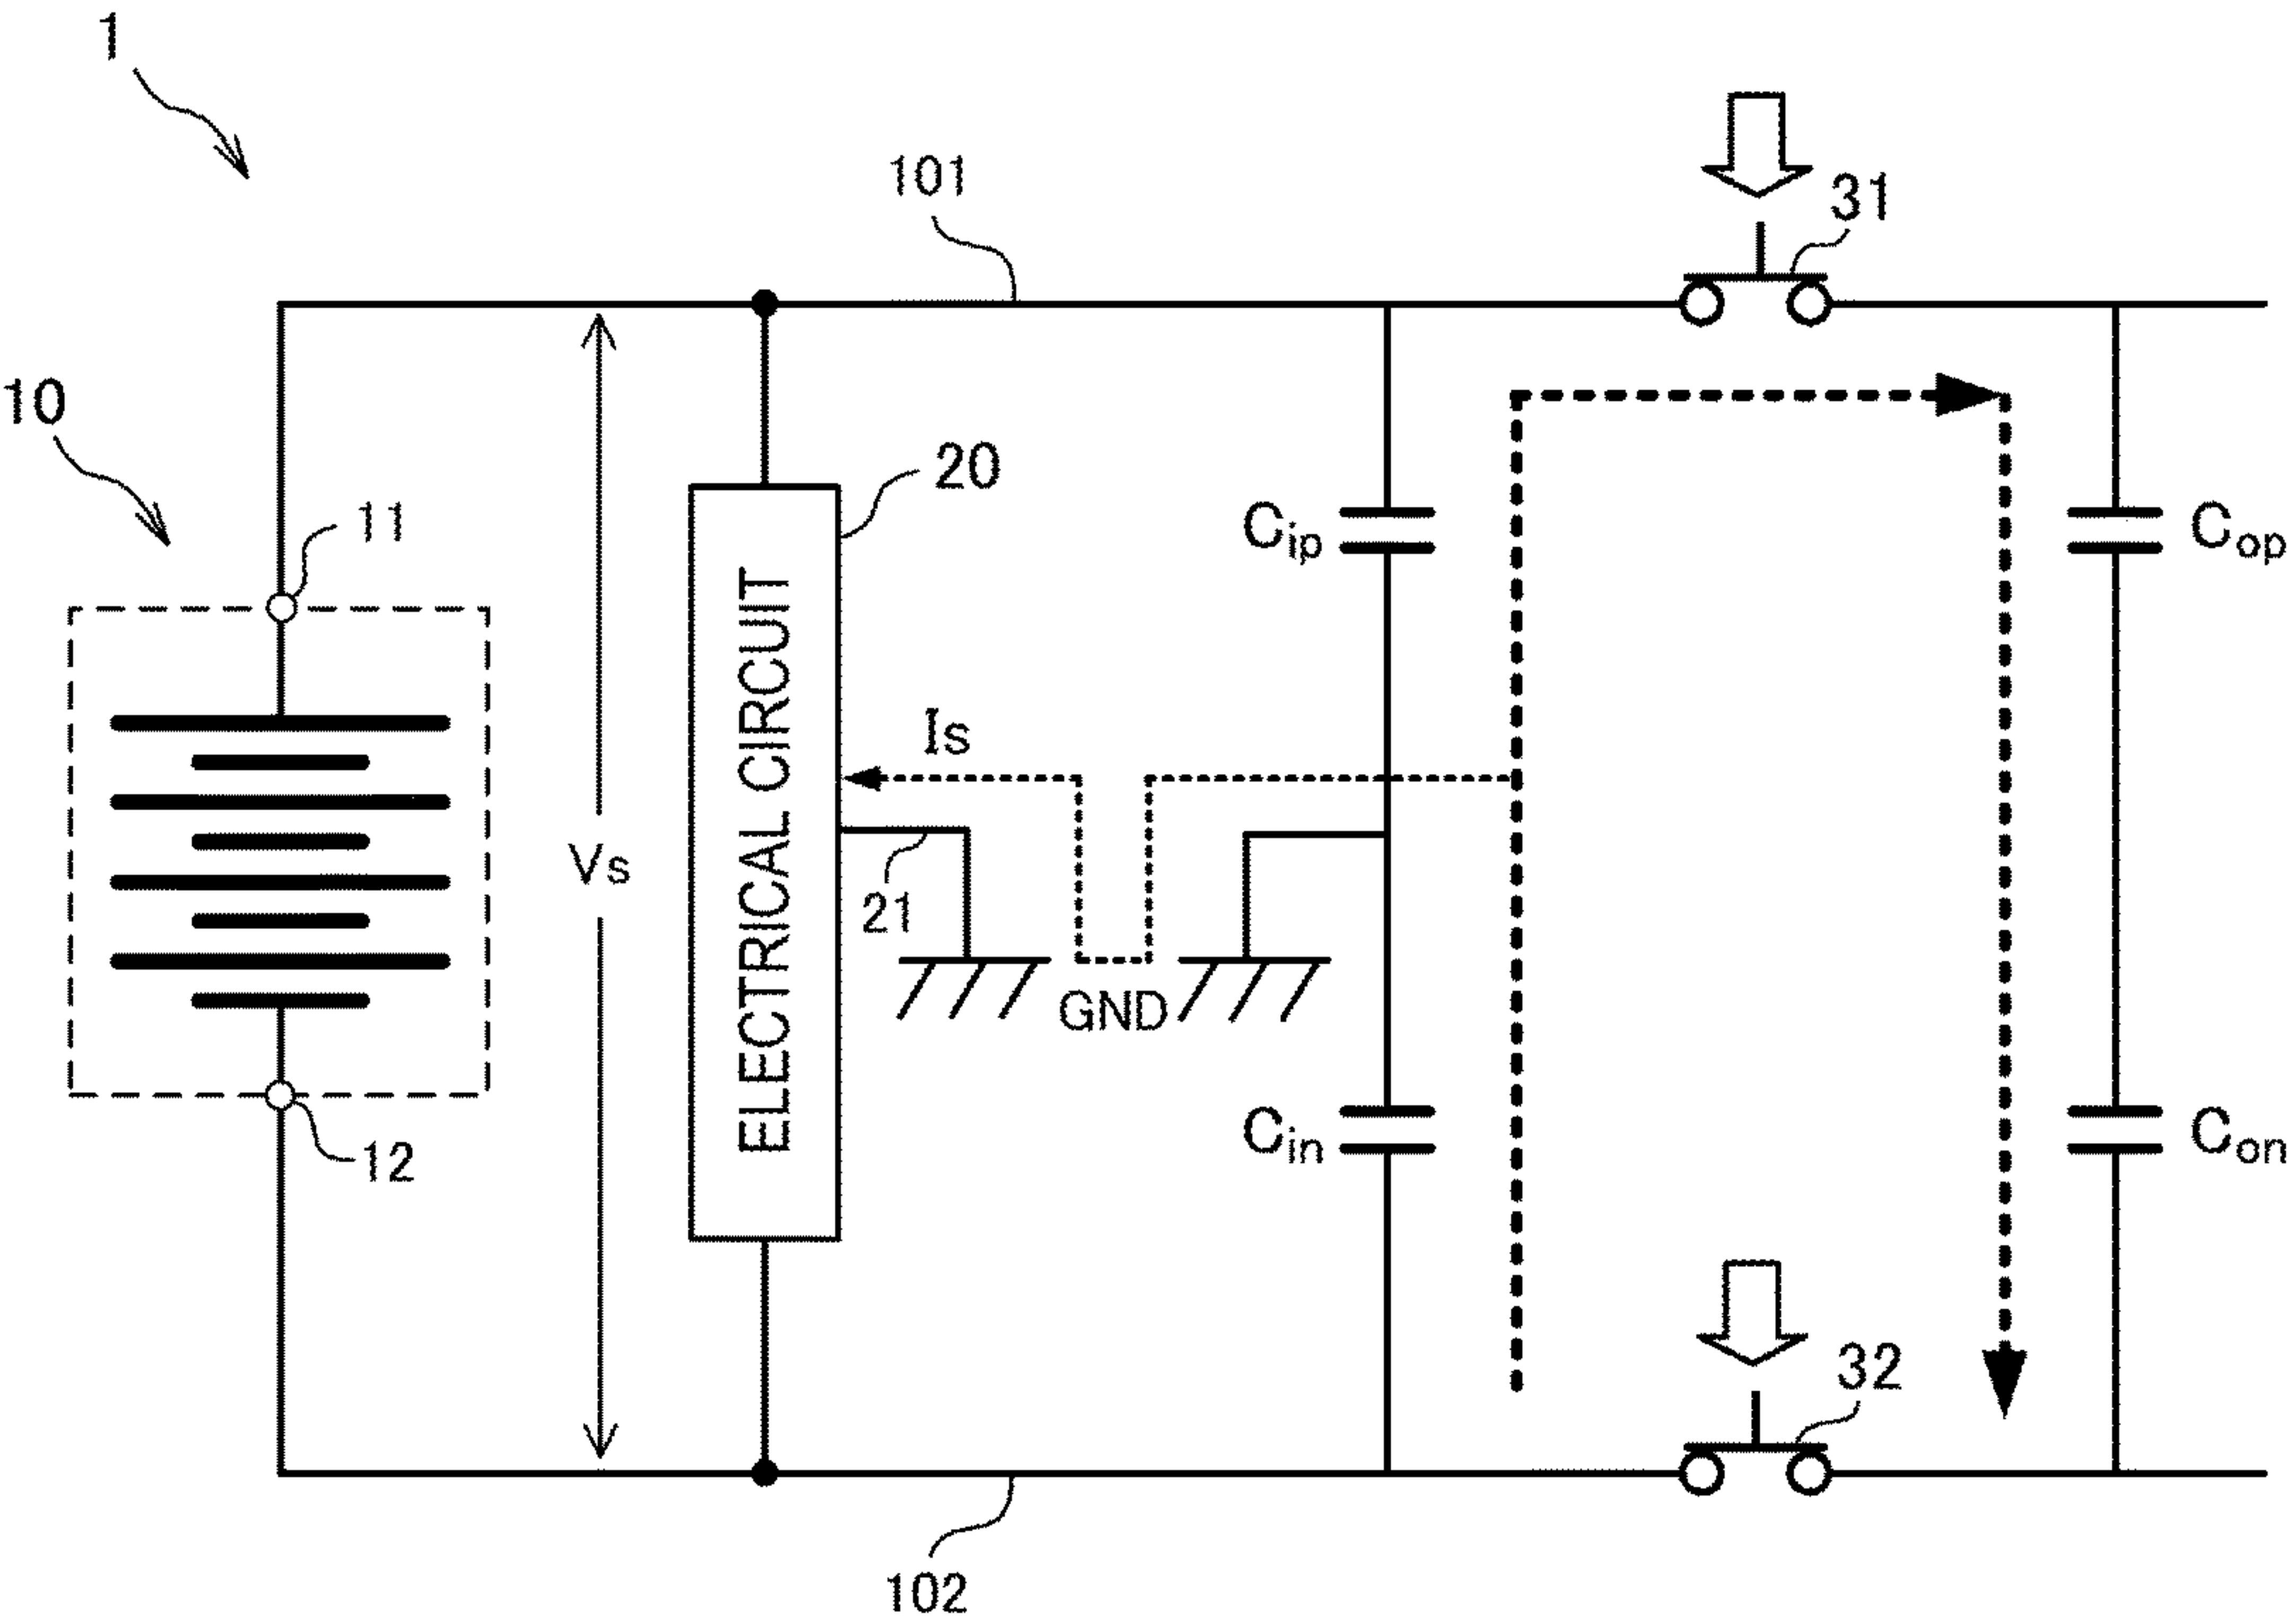 1
101
31
10
20
11
Cip
Cop
ELECTRICAL CIRCUIT
Is
Vs
21
GND
Cin
Con
12
32
102